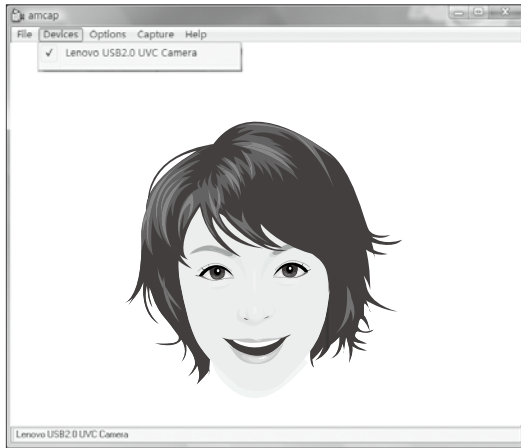 amcap
File Devices Options Capture Help
✓ Lenovo USB2.0 UVC Camera
Lenovo USB2.0 UVC Camera